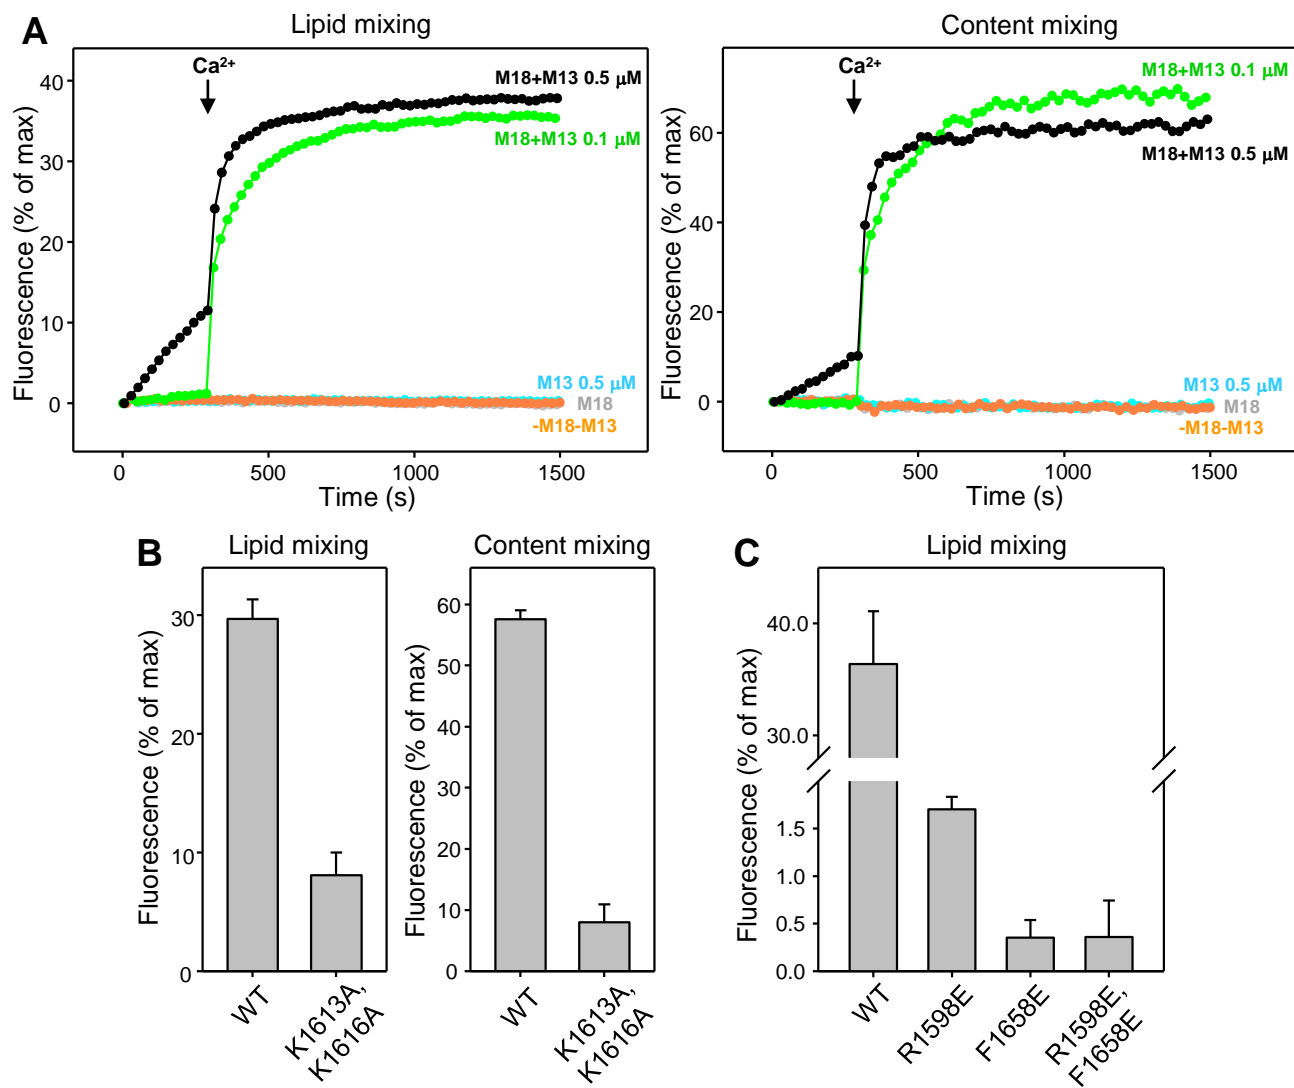 A
Lipid mixing
Content mixing
Ca²⁺
M18+M13 0.5 µM
M18+M13 0.1 µM
M13 0.5 µM
M18
-M18-M13
40
30
20
10
0
Fluorescence (% of max)
0
500
1000
1500
Time (s)
Ca²⁺
M18+M13 0.1 µM
M18+M13 0.5 µM
M13 0.5 µM
M18
-M18-M13
60
40
20
0
Fluorescence (% of max)
0
500
1000
1500
Time (s)
B
Lipid mixing
30
20
10
0
Fluorescence (% of max)
WT
K1613A,
K1616A
Content mixing
60
50
40
30
20
10
0
Fluorescence (% of max)
WT
K1613A,
K1616A
C
Lipid mixing
40.0
30.0
1.5
1.0
0.5
0.0
Fluorescence (% of max)
WT
R1598E
F1658E
R1598E,
F1658E